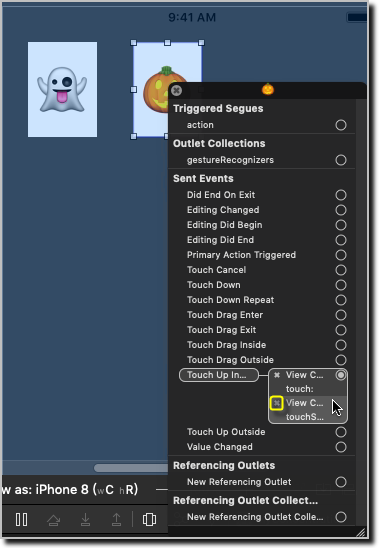 9:41 AM
Triggered Segues
action
Outlet Collections
gestureRecognizers
Sent Events
Did End On Exit
Editing Changed
Editing Did Begin
Editing Did End
Primary Action Triggered
Touch Cancel
Touch Down
Touch Down Repeat
Touch Drag Enter
Touch Drag Exit
Touch Drag Inside
Touch Drag Outside
Touch Up In...
View C...
touch:
View C...
touchS...
Touch Up Outside
Value Changed
Referencing Outlets
New Referencing Outlet
Referencing Outlet Collect...
New Referencing Outlet Colle...
w as: iPhone 8 (wC hR)